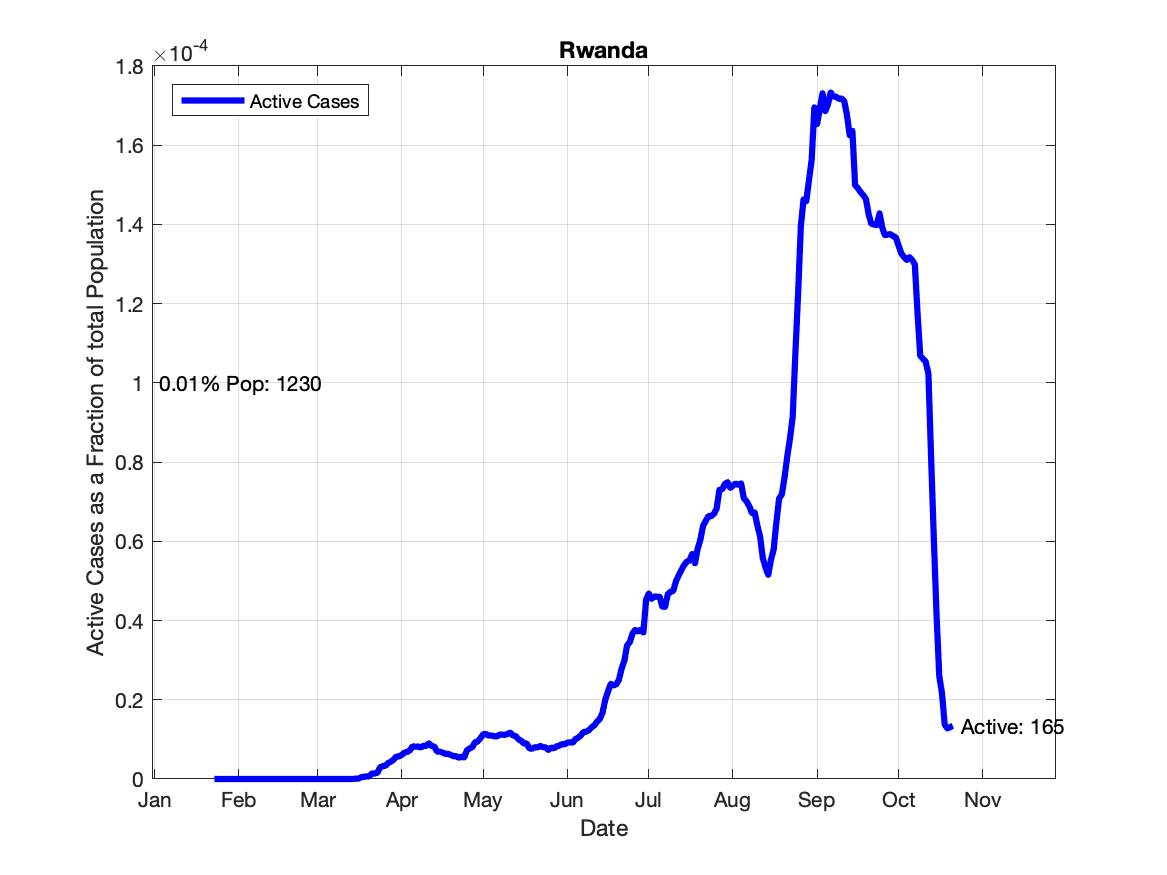 Rwanda
×10-4
Active Cases
1.8
1.6
1.4
1.2
1
0.8
0.6
0.4
0.2
0
Active Cases as a Fraction of total Population
0.01% Pop: 1230
Active: 165
Jan Feb Mar Apr May Jun Jul Aug Sep Oct Nov
Date